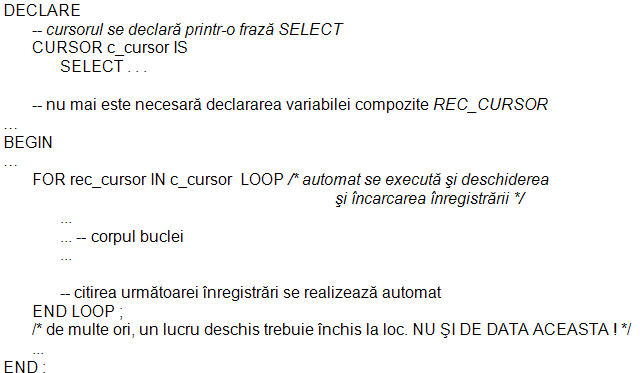 DECLARE
-- cursorul se declară printr-o frază SELECT
CURSOR c_cursor IS
SELECT . . .
-- nu mai este necesară declararea variabilei compozite REC_CURSOR
...
BEGIN
...
FOR rec_cursor IN c_cursor LOOP /* automat se execută şi deschiderea
şi încarcarea înregistrării */
...
... -- corpul buclei
...
-- citirea următoarei înregistrări se realizează automat
END LOOP ;
/* de multe ori, un lucru deschis trebuie închis la loc. NU ŞI DE DATA ACEASTA ! */
...
END :